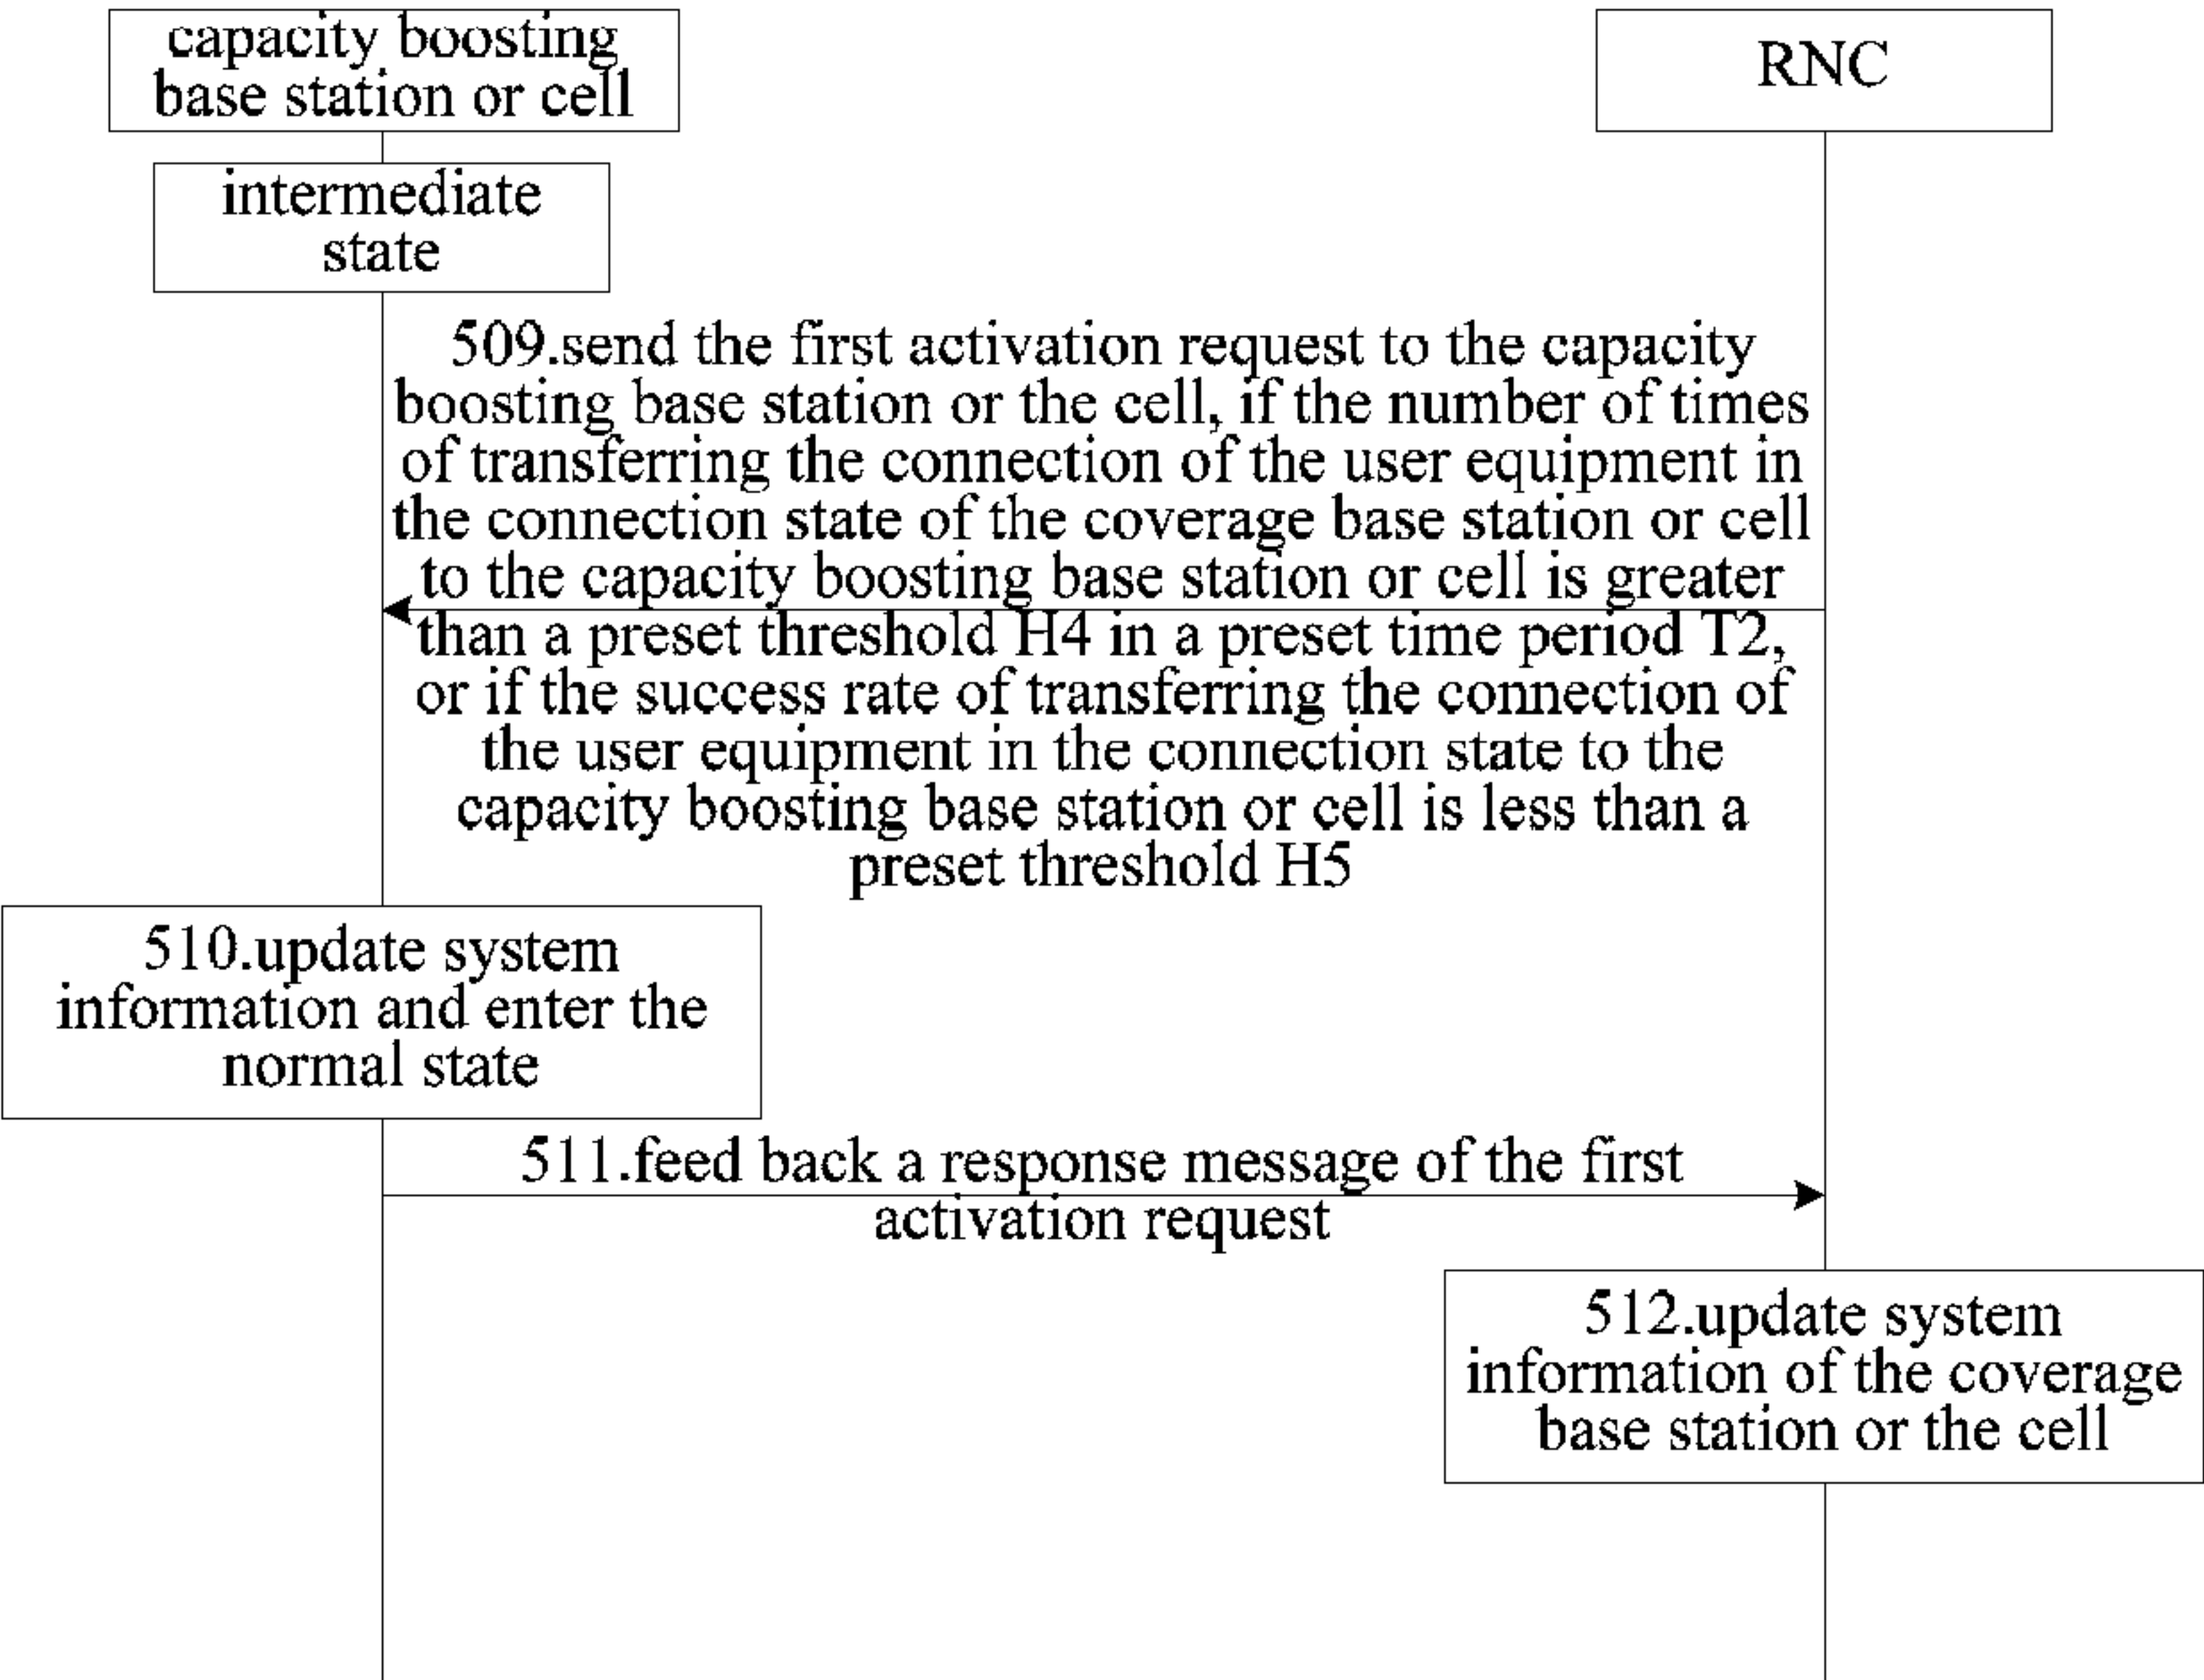 capacity boosting
base station or cell
RNC
intermediate
state
509.send the first activation request to the capacity
boosting base station or the cell, if the number of times
of transferring the connection of the user equipment in
the connection state of the coverage base station or cell
to the capacity boosting base station or cell is greater
than a preset threshold H4 in a preset time period T2,
or if the success rate of transferring the connection of
the user equipment in the connection state to the
capacity boosting base station or cell is less than a
preset threshold H5
510.update system
information and enter the
normal state
511.feed back a response message of the first
activation request
512.update system
information of the coverage
base station or the cell